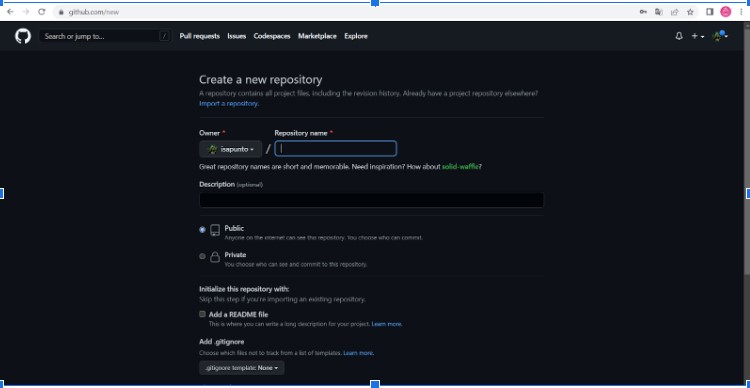 github.com/new
Search or jump to... /
Pull requests Issues Codespaces Marketplace Explore
Create a new repository
A repository contains all project files, including the revision history. Already have a project repository elsewhere?
Import a repository.
Owner * Repository name *
isapunto /
Great repository names are short and memorable. Need inspiration? How about solid-waffle?
Description (optional)
Public
Anyone on the internet can see this repository. You choose who can commit.
Private
You choose who can see and commit to this repository.
Initialize this repository with:
Skip this step if you're importing an existing repository.
Add a README file
This is where you can write a long description for your project. Learn more.
Add .gitignore
Choose which files not to track from a list of templates. Learn more.
.gitignore template: None